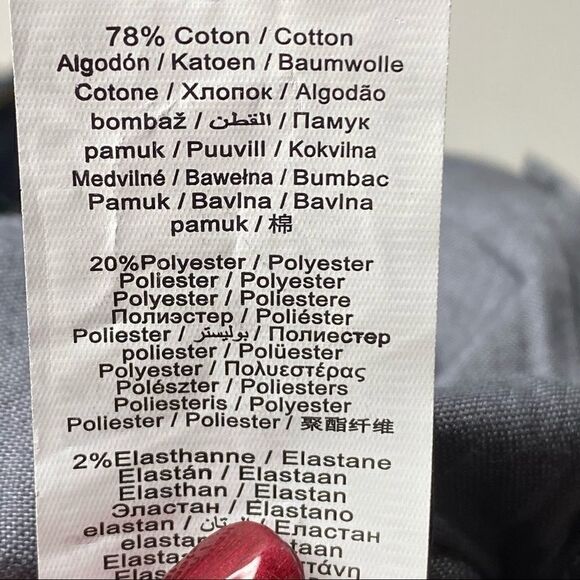 78% Coton / Cotton
Algodón / Katoen / Baumwolle
Cotone / Хлопок / Algodão
bombaž / القطن / Памук
pamuk / Puuvill / Kokvilna
Medvilné / Bawełna / Bumbac
Pamuk / Bavlna / Bavlna
pamuk / 棉
20%Polyester / Polyester
Poliester / Polyester
Polyester / Poliestere
Полиэстер / Poliéster
Poliester / بوليستر / Полиестер
poliester / Polüester
Polyester / Πολυεστέρας
Pólészter / Poliesters
Poliesteris / Polyester
Poliester / Poliester / 聚酯纤维
2%Elasthanne / Elastane
Elastán / Elastaan
Elasthan / Elastan
Эластан / Elastano
elastan / Еластан